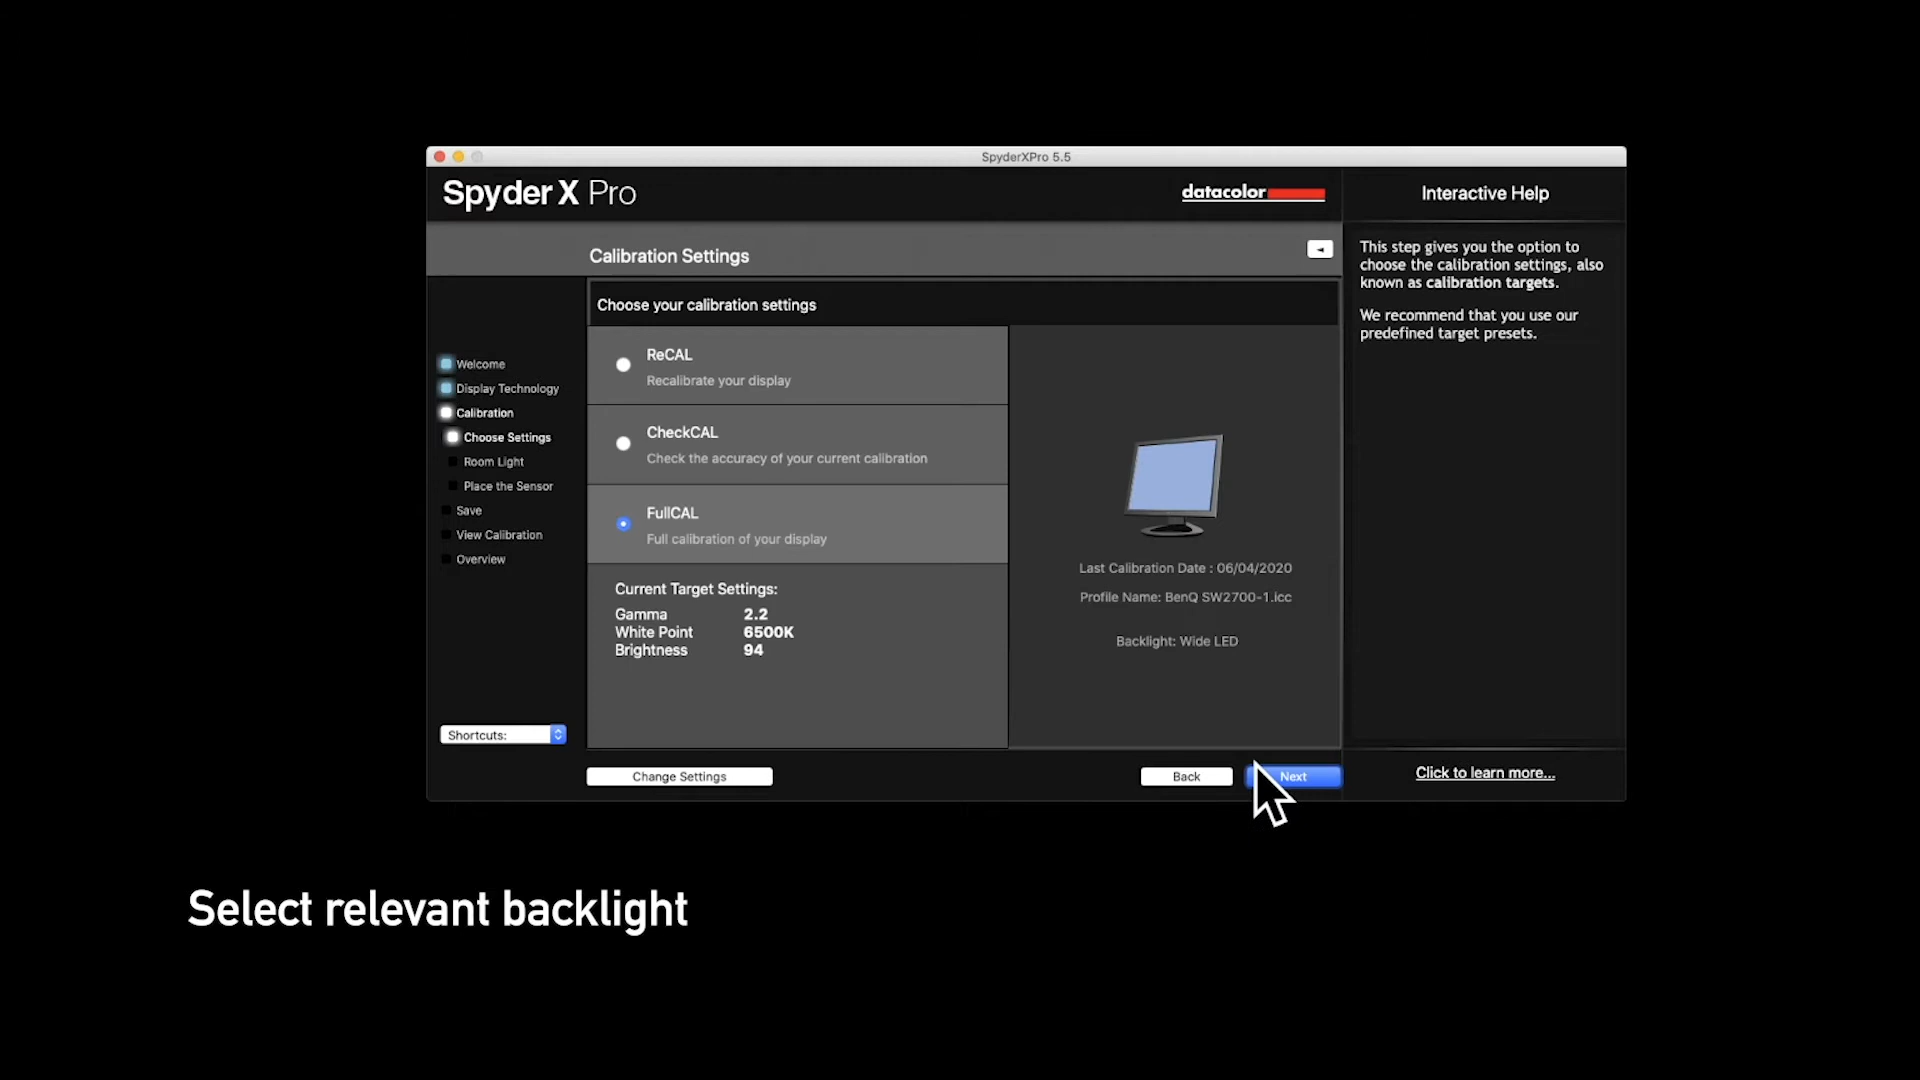 SpyderXPro 5.5
Spyder X Pro
datacolor
Interactive Help
Calibration Settings
This step gives you the option to
choose the calibration settings, also
known as calibration targets.
We recommend that you use our
predefined target presets.
Choose your calibration settings
Welcome
Display Technology
Calibration
Choose Settings
Room Light
Place the Sensor
Save
View Calibration
Overview
ReCAL
Recalibrate your display
CheckCAL
Check the accuracy of your current calibration
FullCAL
Full calibration of your display
Current Target Settings:
Gamma 2.2
White Point 6500K
Brightness 94
Last Calibration Date : 06/04/2020
Profile Name: BenQ SW2700-1.icc
Backlight: Wide LED
Shortcuts:
Change Settings
Back
Next
Click to learn more...
Select relevant backlight